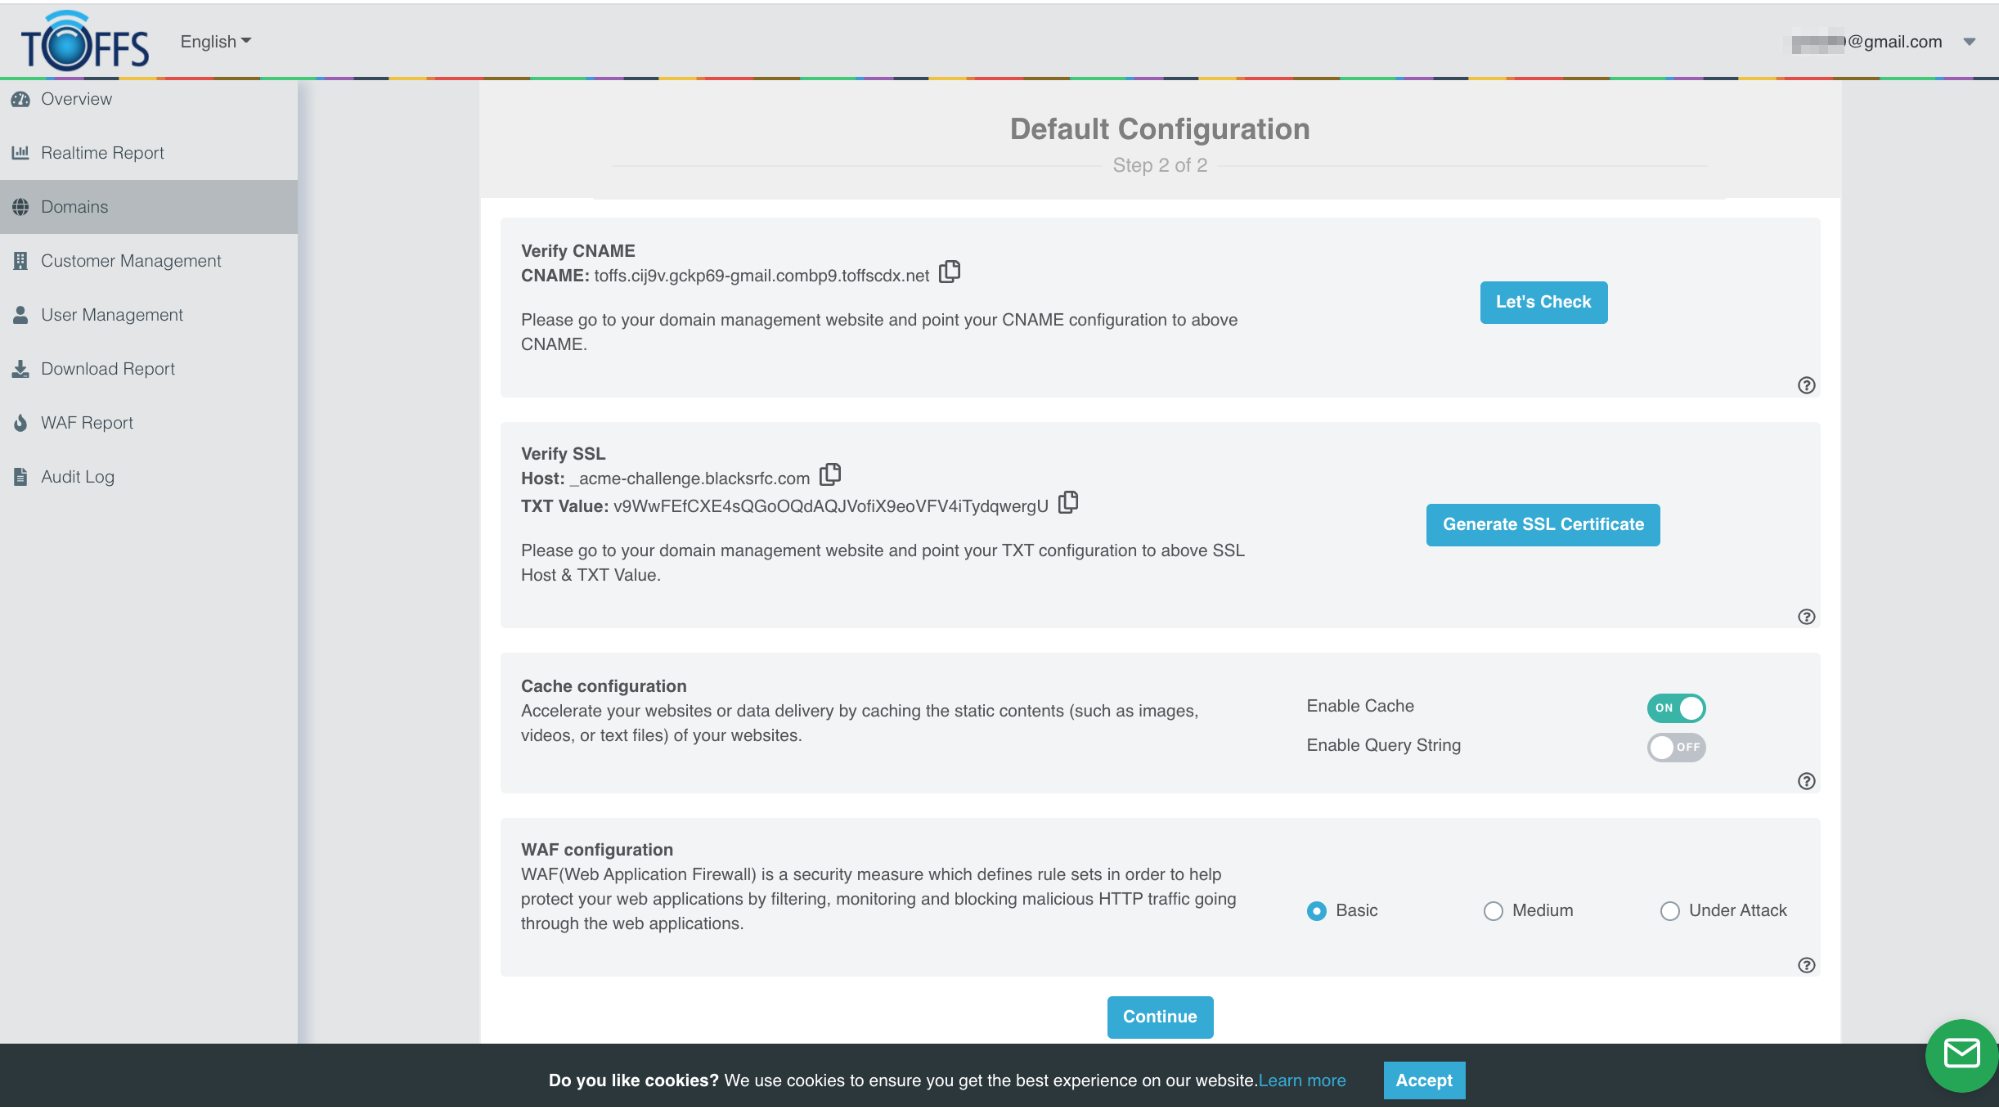 TOFFS
English
@gmail.com
Overview
Realtime Report
Domains
Customer Management
User Management
Download Report
WAF Report
Audit Log
Default Configuration
Step 2 of 2
Verify CNAME
CNAME: toffs.cij9v.gckp69-gmail.combp9.toffscdx.net
Please go to your domain management website and point your CNAME configuration to above
CNAME.
Let's Check
Verify SSL
Host: _acme-challenge.blacksrfc.com
TXT Value: v9WwFEfCXE4sQGoOQdAQJVofiX9eoVFV4iTydqwergU
Please go to your domain management website and point your TXT configuration to above SSL
Host & TXT Value.
Generate SSL Certificate
Cache configuration
Accelerate your websites or data delivery by caching the static contents (such as images,
videos, or text files) of your websites.
Enable Cache
ON
Enable Query String
OFF
WAF configuration
WAF(Web Application Firewall) is a security measure which defines rule sets in order to help
protect your web applications by filtering, monitoring and blocking malicious HTTP traffic going
through the web applications.
Basic
Medium
Under Attack
Continue
Do you like cookies? We use cookies to ensure you get the best experience on our website.Learn more
Accept